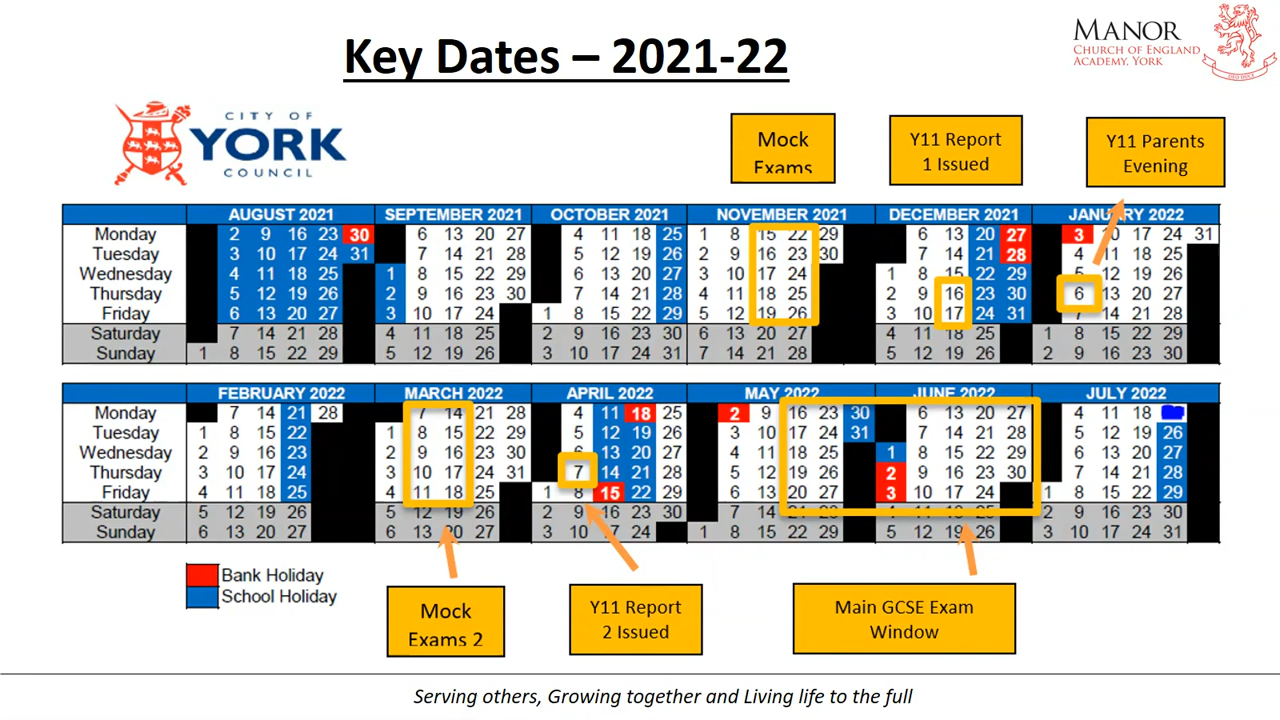 Key Dates – 2021-22
MANOR
CHURCH OF ENGLAND
ACADEMY, YORK
CITY OF
YORK
COUNCIL
Mock
Exams
Y11 Report
1 Issued
Y11 Parents
Evening
AUGUST 2021 SEPTEMBER 2021 OCTOBER 2021 NOVEMBER 2021 DECEMBER 2021 JANUARY 2022
Monday 2 9 16 23 30 6 13 20 27 4 11 18 25 1 8 15 22 29 6 13 20 27 3 10 17 24 31
Tuesday 3 10 17 24 31 7 14 21 28 5 12 19 26 2 9 16 23 30 7 14 21 28 4 11 18 25
Wednesday 4 11 18 25 1 8 15 22 29 6 13 20 27 3 10 17 24 1 8 15 22 29 5 12 19 26
Thursday 5 12 19 26 2 9 16 23 30 7 14 21 28 4 11 18 25 2 9 16 23 30 6 13 20 27
Friday 6 13 20 27 3 10 17 24 1 8 15 22 29 5 12 19 26 3 10 17 24 31 7 14 21 28
Saturday 7 14 21 28 4 11 18 25 2 9 16 23 30 6 13 20 27 4 11 18 25 1 8 15 22 29
Sunday 1 8 15 22 29 5 12 19 26 3 10 17 24 31 7 14 21 28 5 12 19 26 2 9 16 23 30
FEBRUARY 2022 MARCH 2022 APRIL 2022 MAY 2022 JUNE 2022 JULY 2022
Monday 7 14 21 28 7 14 21 28 4 11 18 25 2 9 16 23 30 6 13 20 27 4 11 18
Tuesday 1 8 15 22 1 8 15 22 29 5 12 19 26 3 10 17 24 31 7 14 21 28 5 12 19 26
Wednesday 2 9 16 23 2 9 16 23 30 6 13 20 27 4 11 18 25 1 8 15 22 29 6 13 20 27
Thursday 3 10 17 24 3 10 17 24 31 7 14 21 28 5 12 19 26 2 9 16 23 30 7 14 21 28
Friday 4 11 18 25 4 11 18 25 1 8 15 22 29 6 13 20 27 3 10 17 24 1 8 15 22 29
Saturday 5 12 19 26 5 12 19 26 2 9 16 23 30 7 14 21 28 4 11 18 25 2 9 16 23 30
Sunday 6 13 20 27 6 13 20 27 3 10 17 24 1 8 15 22 29 5 12 19 26 3 10 17 24 31
Bank Holiday
School Holiday
Mock
Exams 2
Y11 Report
2 Issued
Main GCSE Exam
Window
Serving others, Growing together and Living life to the full